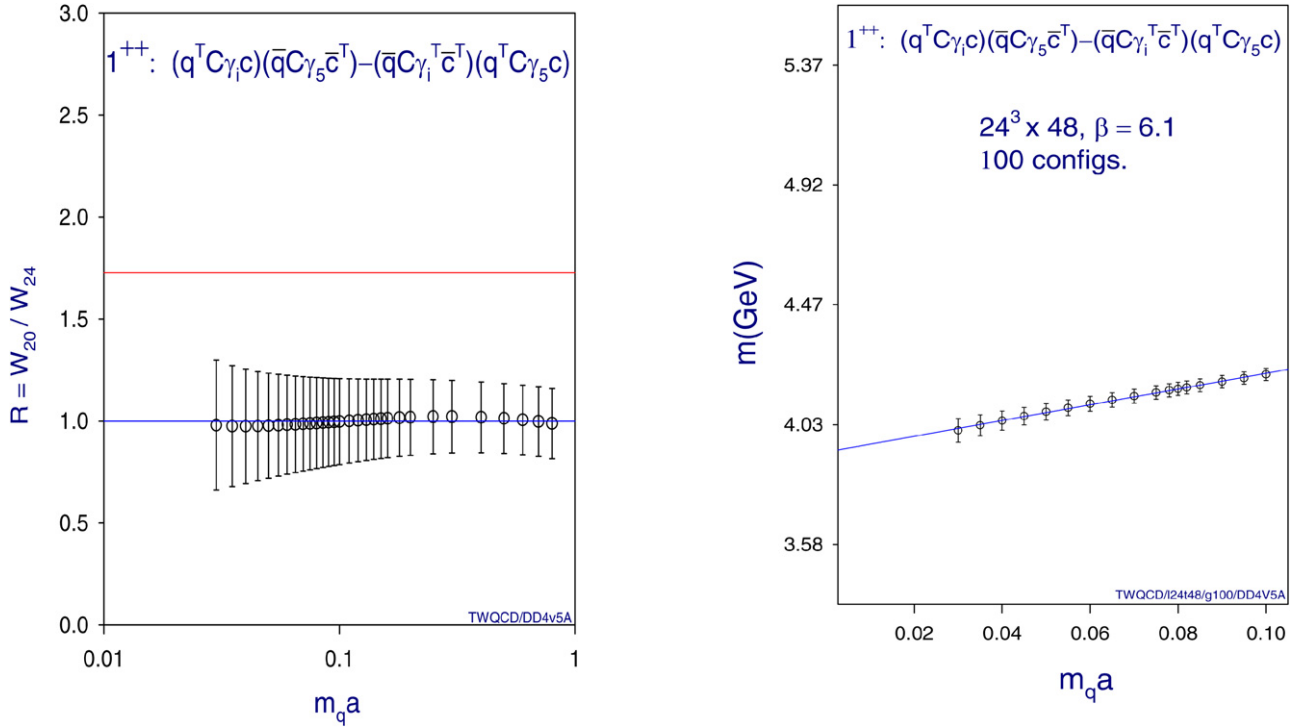 3.0
1⁺⁺: (qᵀCγᵢc)(q̄Cγ₅c̄ᵀ)−(q̄Cγᵢᵀc̄ᵀ)(qᵀCγ₅c)
2.5
2.0
1.5
1.0
0.5
0.0
R = W₂₀ / W₂₄
TWQCD/DD4v5A
0.01
0.1
1
m_q a
1⁺⁺: (qᵀCγᵢc)(q̄Cγ₅c̄ᵀ)−(q̄Cγᵢᵀc̄ᵀ)(qᵀCγ₅c)
5.37
24³ x 48, β = 6.1
100 configs.
4.92
4.47
4.03
3.58
m(GeV)
TWQCD/l24t48/g100/DD4V5A
0.02
0.04
0.06
0.08
0.10
m_q a